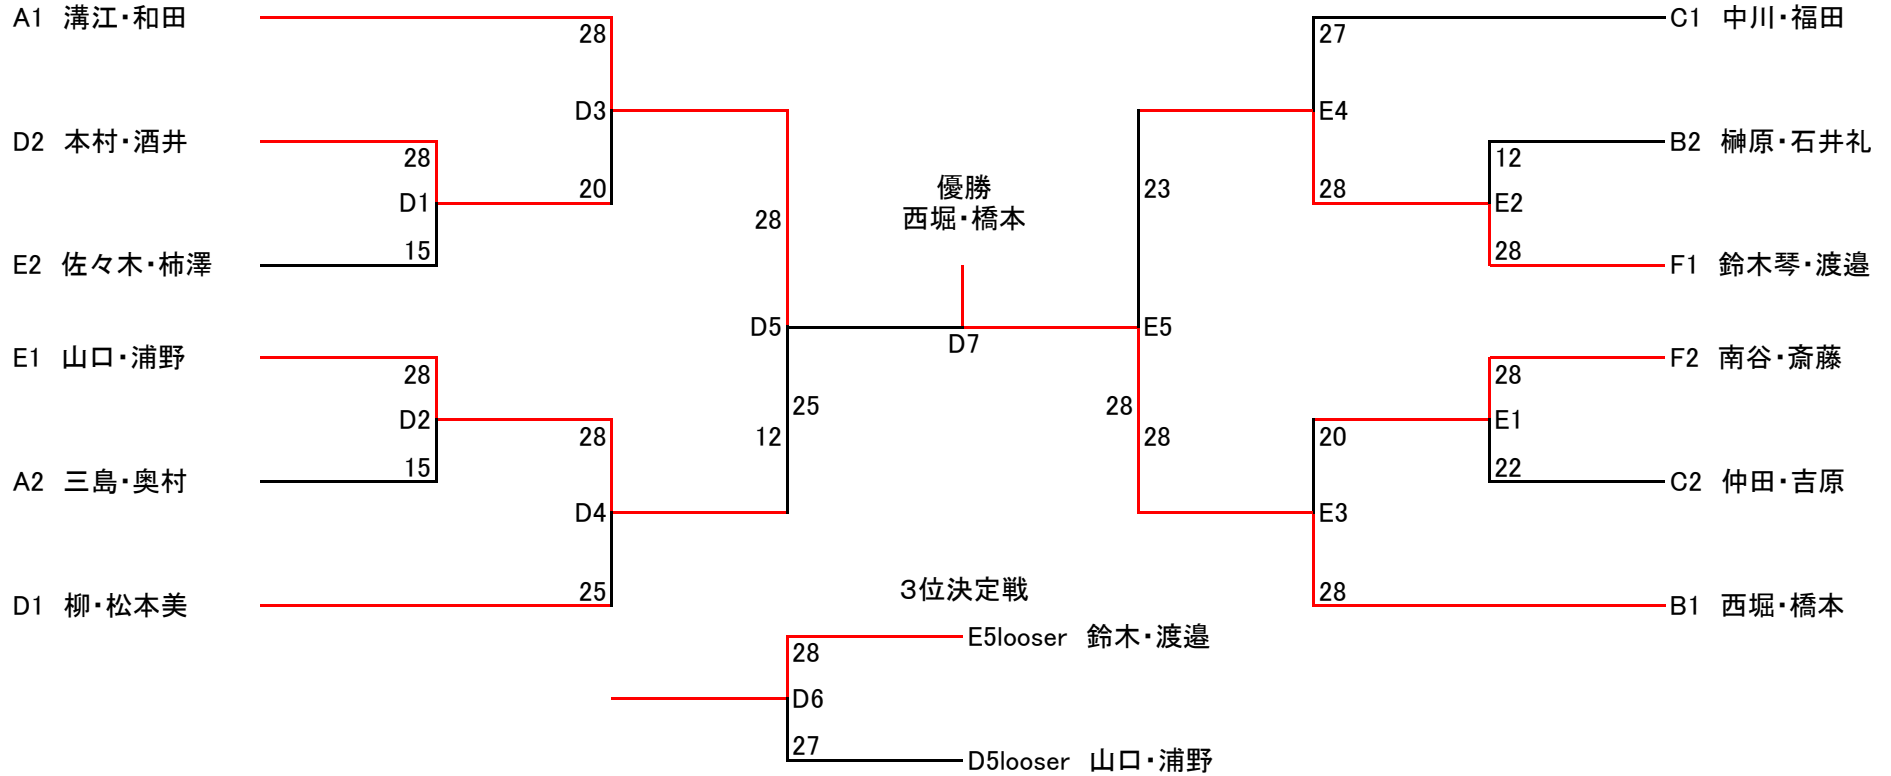 A1 溝江・和田
28
D3
20
D2 本村・酒井
28
D1
15
E2 佐々木・柿澤
28
D5
12
E1 山口・浦野
28
D2
15
A2 三島・奥村
28
D4
25
D1 柳・松本美
優勝
西堀・橋本
D7
25
28
C1 中川・福田
27
E4
28
B2 榊原・石井礼
12
E2
28
F1 鈴木琴・渡邉
23
E5
28
F2 南谷・斎藤
28
E1
22
C2 仲田・吉原
20
E3
28
B1 西堀・橋本
3位決定戦
E5looser 鈴木・渡邉
28
D6
27
D5looser 山口・浦野